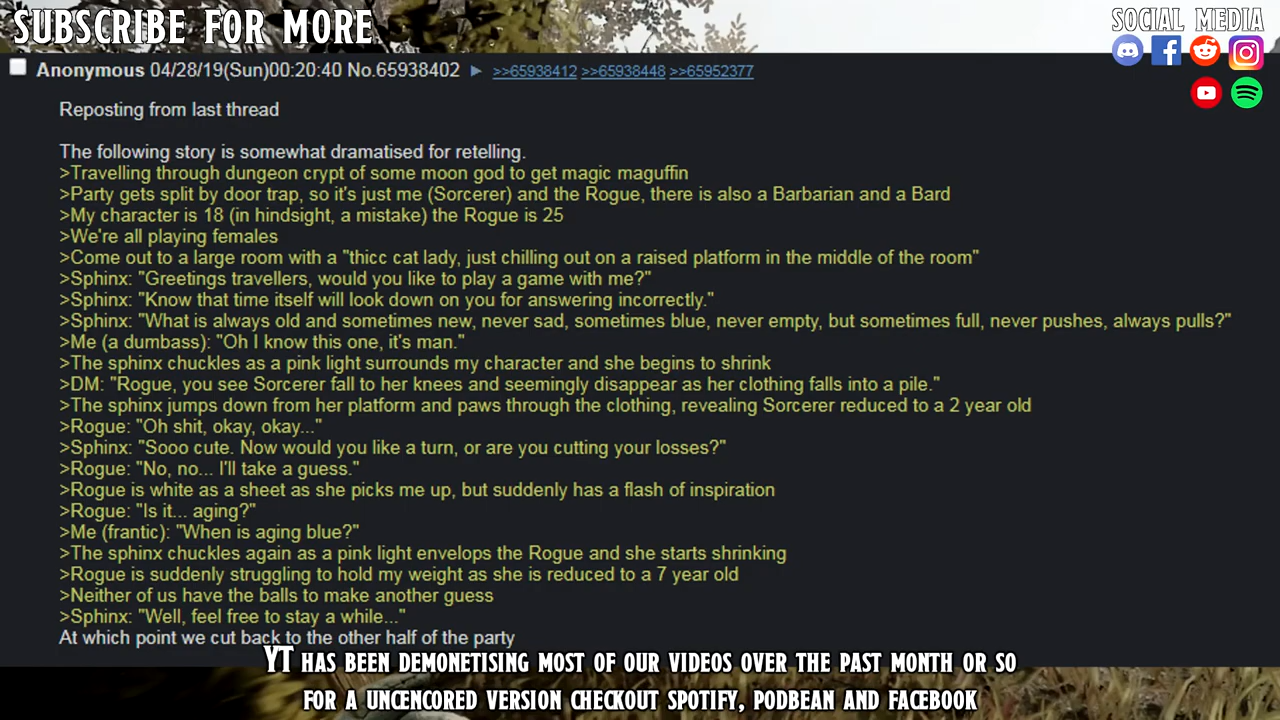 SUBSCRIBE FOR MORE
SOCIAL MEDIA
Anonymous 04/28/19(Sun)00:20:40 No.65938402 ► >>65938412 >>65938448 >>65952377
Reposting from last thread
The following story is somewhat dramatised for retelling.
>Travelling through dungeon crypt of some moon god to get magic maguffin
>Party gets split by door trap, so it's just me (Sorcerer) and the Rogue, there is also a Barbarian and a Bard
>My character is 18 (in hindsight, a mistake) the Rogue is 25
>We're all playing females
>Come out to a large room with a "thicc cat lady, just chilling out on a raised platform in the middle of the room"
>Sphinx: "Greetings travellers, would you like to play a game with me?"
>Sphinx: "Know that time itself will look down on you for answering incorrectly."
>Sphinx: "What is always old and sometimes new, never sad, sometimes blue, never empty, but sometimes full, never pushes, always pulls?"
>Me (a dumbass): "Oh I know this one, it's man."
>The sphinx chuckles as a pink light surrounds my character and she begins to shrink
>DM: "Rogue, you see Sorcerer fall to her knees and seemingly disappear as her clothing falls into a pile."
>The sphinx jumps down from her platform and paws through the clothing, revealing Sorcerer reduced to a 2 year old
>Rogue: "Oh shit, okay, okay..."
>Sphinx: "Sooo cute. Now would you like a turn, or are you cutting your losses?"
>Rogue: "No, no... I'll take a guess."
>Rogue is white as a sheet as she picks me up, but suddenly has a flash of inspiration
>Rogue: "Is it... aging?"
>Me (frantic): "When is aging blue?"
>The sphinx chuckles again as a pink light envelops the Rogue and she starts shrinking
>Rogue is suddenly struggling to hold my weight as she is reduced to a 7 year old
>Neither of us have the balls to make another guess
>Sphinx: "Well, feel free to stay a while..."
At which point we cut back to the other half of the party
YT HAS BEEN DEMONETISING MOST OF OUR VIDEOS OVER THE PAST MONTH OR SO
FOR A UNCENCORED VERSION CHECKOUT SPOTIFY, PODBEAN AND FACEBOOK